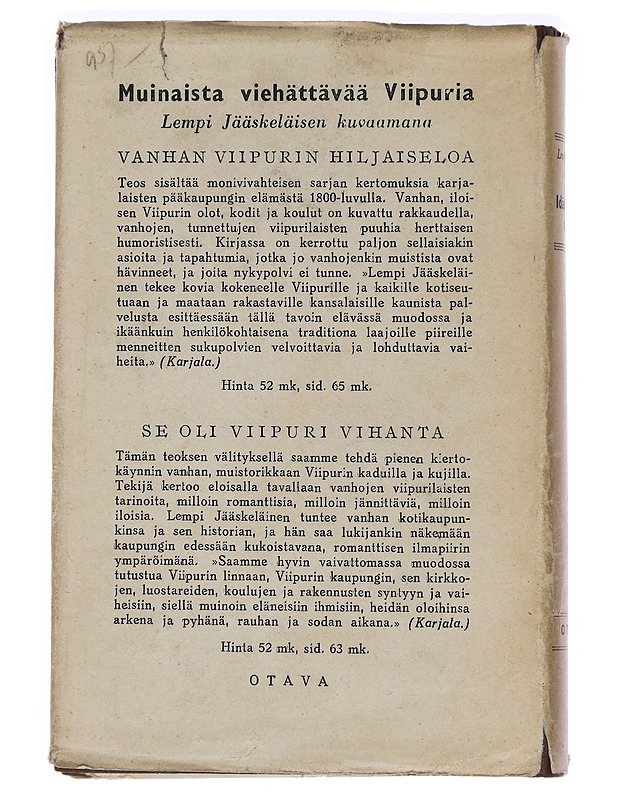 Muinaista viehättävää Viipuria
Lempi Jääskeläisen kuvaamana
VANHAN VIIPURIN HILJAISELOA
Teos sisältää monivivahteisen sarjan kertomuksia karja-
laisten pääkaupungin elämästä 1800-luvulla. Vanhan, iloi-
sen Viipurin olot, kodit ja koulut on kuvattu rakkaudella,
vanhojen, tunnettujen viipurilaisten puuhia herttaisen
humoristisesti. Kirjassa on kerrottu paljon sellaisiakin
asioita ja tapahtumia, jotka jo vanhojenkin muistista ovat
hävinneet, ja joita nykypolvi ei tunne. »Lempi Jääskeläi-
nen tekee kovia kokeneelle Viipurille ja kaikille kotiseu-
tuaan ja maataan rakastaville kansalaisille kaunista pal-
velusta esittäessään tällä tavoin elävässä muodossa ja
ikäänkuin henkilökohtaisena traditiona laajoille piireille
menneitten sukupolvien velvoittavia ja lohduttavia vai-
heita.» (Karjala.)
Hinta 52 mk, sid. 65 mk.
SE OLI VIIPURI VIHANTA
Tämän teoksen välityksellä saamme tehdä pienen kierto-
käynnin vanhan, muistorikkaan Viipurin kaduilla ja kujilla.
Tekijä kertoo eloisalla tavallaan vanhojen viipurilaisten
tarinoita, milloin romanttisia, milloin jännittäviä, milloin
iloisia. Lempi Jääskeläinen tuntee vanhan kotikaupun-
kinsa ja sen historian, ja hän saa lukijankin näkemään
kaupungin edessään kukoistavana, romanttisen ilmapiirin
ympäröimänä. »Saamme hyvin vaivattomassa muodossa
tutustua Viipurin linnaan, Viipurin kaupungin, sen kirkko-
jen, luostareiden, koulujen ja rakennusten syntyyn ja vai-
heisiin, siellä muinoin eläneisiin ihmisiin, heidän oloihinsa
arkena ja pyhänä, rauhan ja sodan aikana.» (Karjala.)
Hinta 52 mk, sid. 63 mk.
OTAVA